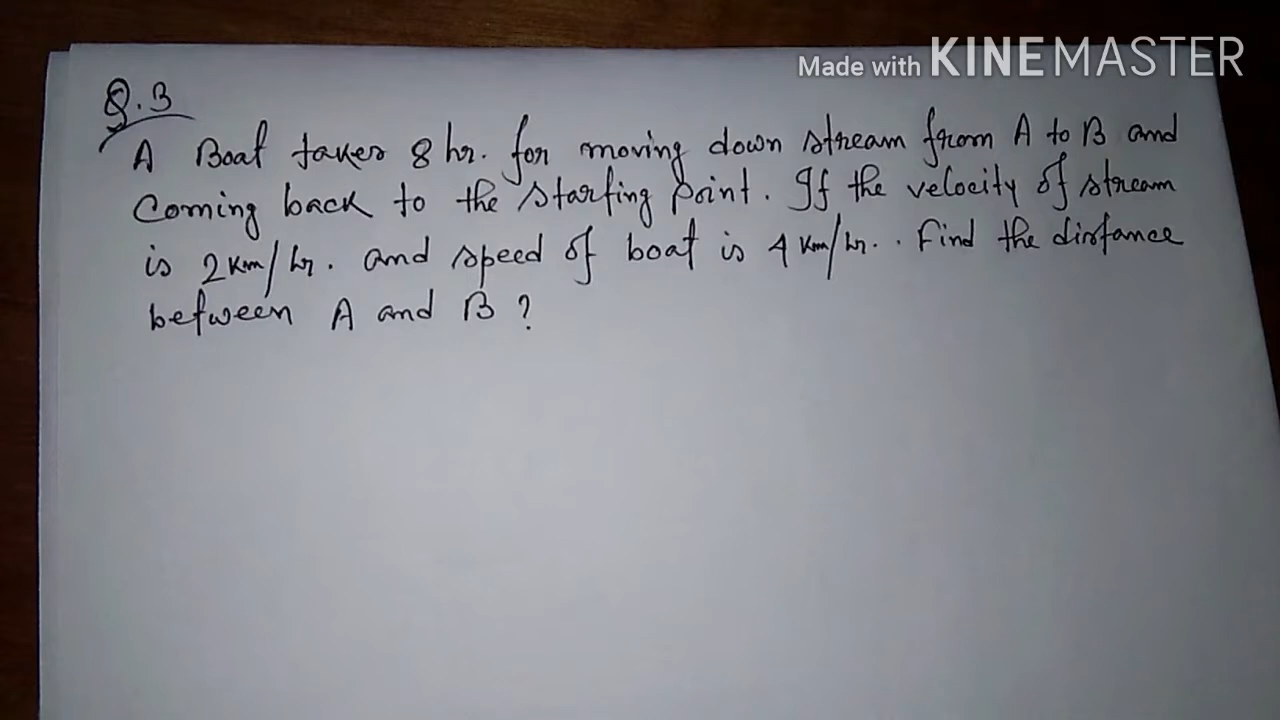 Made with KINEMASTER
Q.3
A Boat takes 8 hr. for moving down stream from A to B and
Coming back to the starting point. If the velocity of stream
is 2 km/hr. and speed of boat is 4 km/hr. . Find the distance
between A and B ?